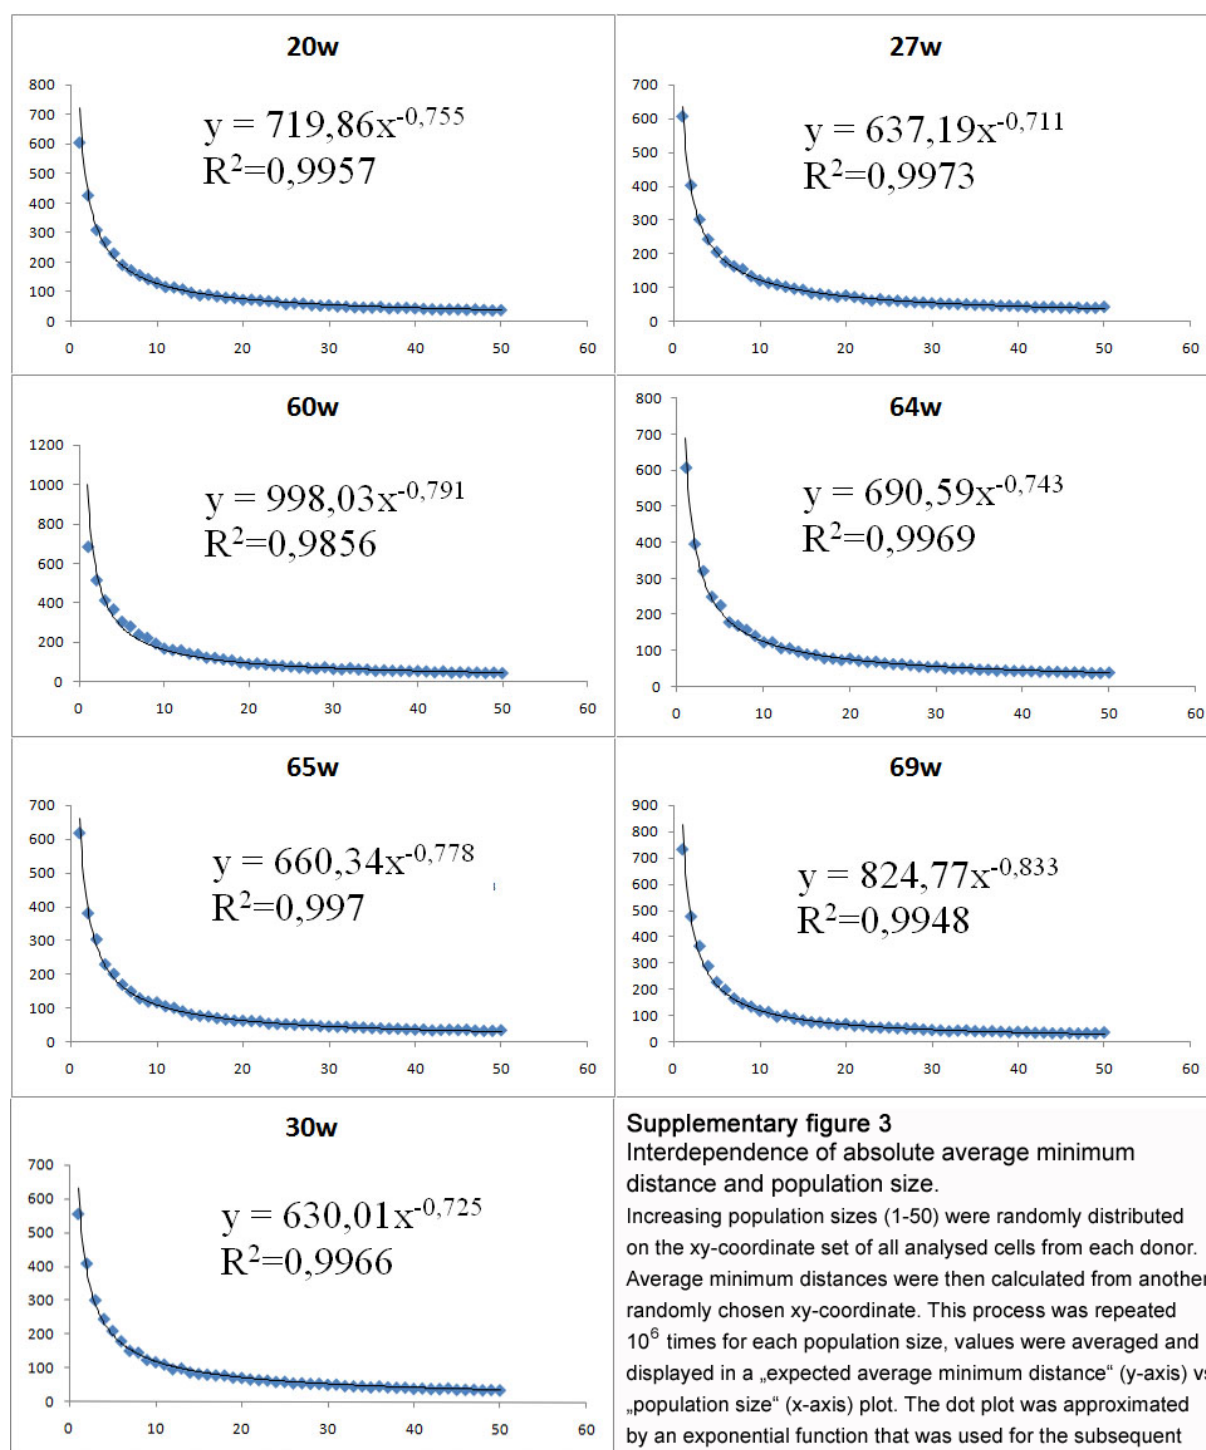 20w
800
700
600
500
400
300
200
100
0
0 10 20 30 40 50 60
y = 719,86x^-0,755
R²=0,9957
27w
700
600
500
400
300
200
100
0
0 10 20 30 40 50 60
y = 637,19x^-0,711
R²=0,9973
60w
1200
1000
800
600
400
200
0
0 10 20 30 40 50 60
y = 998,03x^-0,791
R²=0,9856
64w
800
700
600
500
400
300
200
100
0
0 10 20 30 40 50 60
y = 690,59x^-0,743
R²=0,9969
65w
700
600
500
400
300
200
100
0
0 10 20 30 40 50 60
y = 660,34x^-0,778
R²=0,997
69w
900
800
700
600
500
400
300
200
100
0
0 10 20 30 40 50 60
y = 824,77x^-0,833
R²=0,9948
30w
700
600
500
400
300
200
100
0
0 10 20 30 40 50 60
y = 630,01x^-0,725
R²=0,9966
Supplementary figure 3
Interdependence of absolute average minimum
distance and population size.
Increasing population sizes (1-50) were randomly distributed
on the xy-coordinate set of all analysed cells from each donor.
Average minimum distances were then calculated from another
randomly chosen xy-coordinate. This process was repeated
10⁶ times for each population size, values were averaged and
displayed in a „expected average minimum distance“ (y-axis) vs
„population size“ (x-axis) plot. The dot plot was approximated
by an exponential function that was used for the subsequent